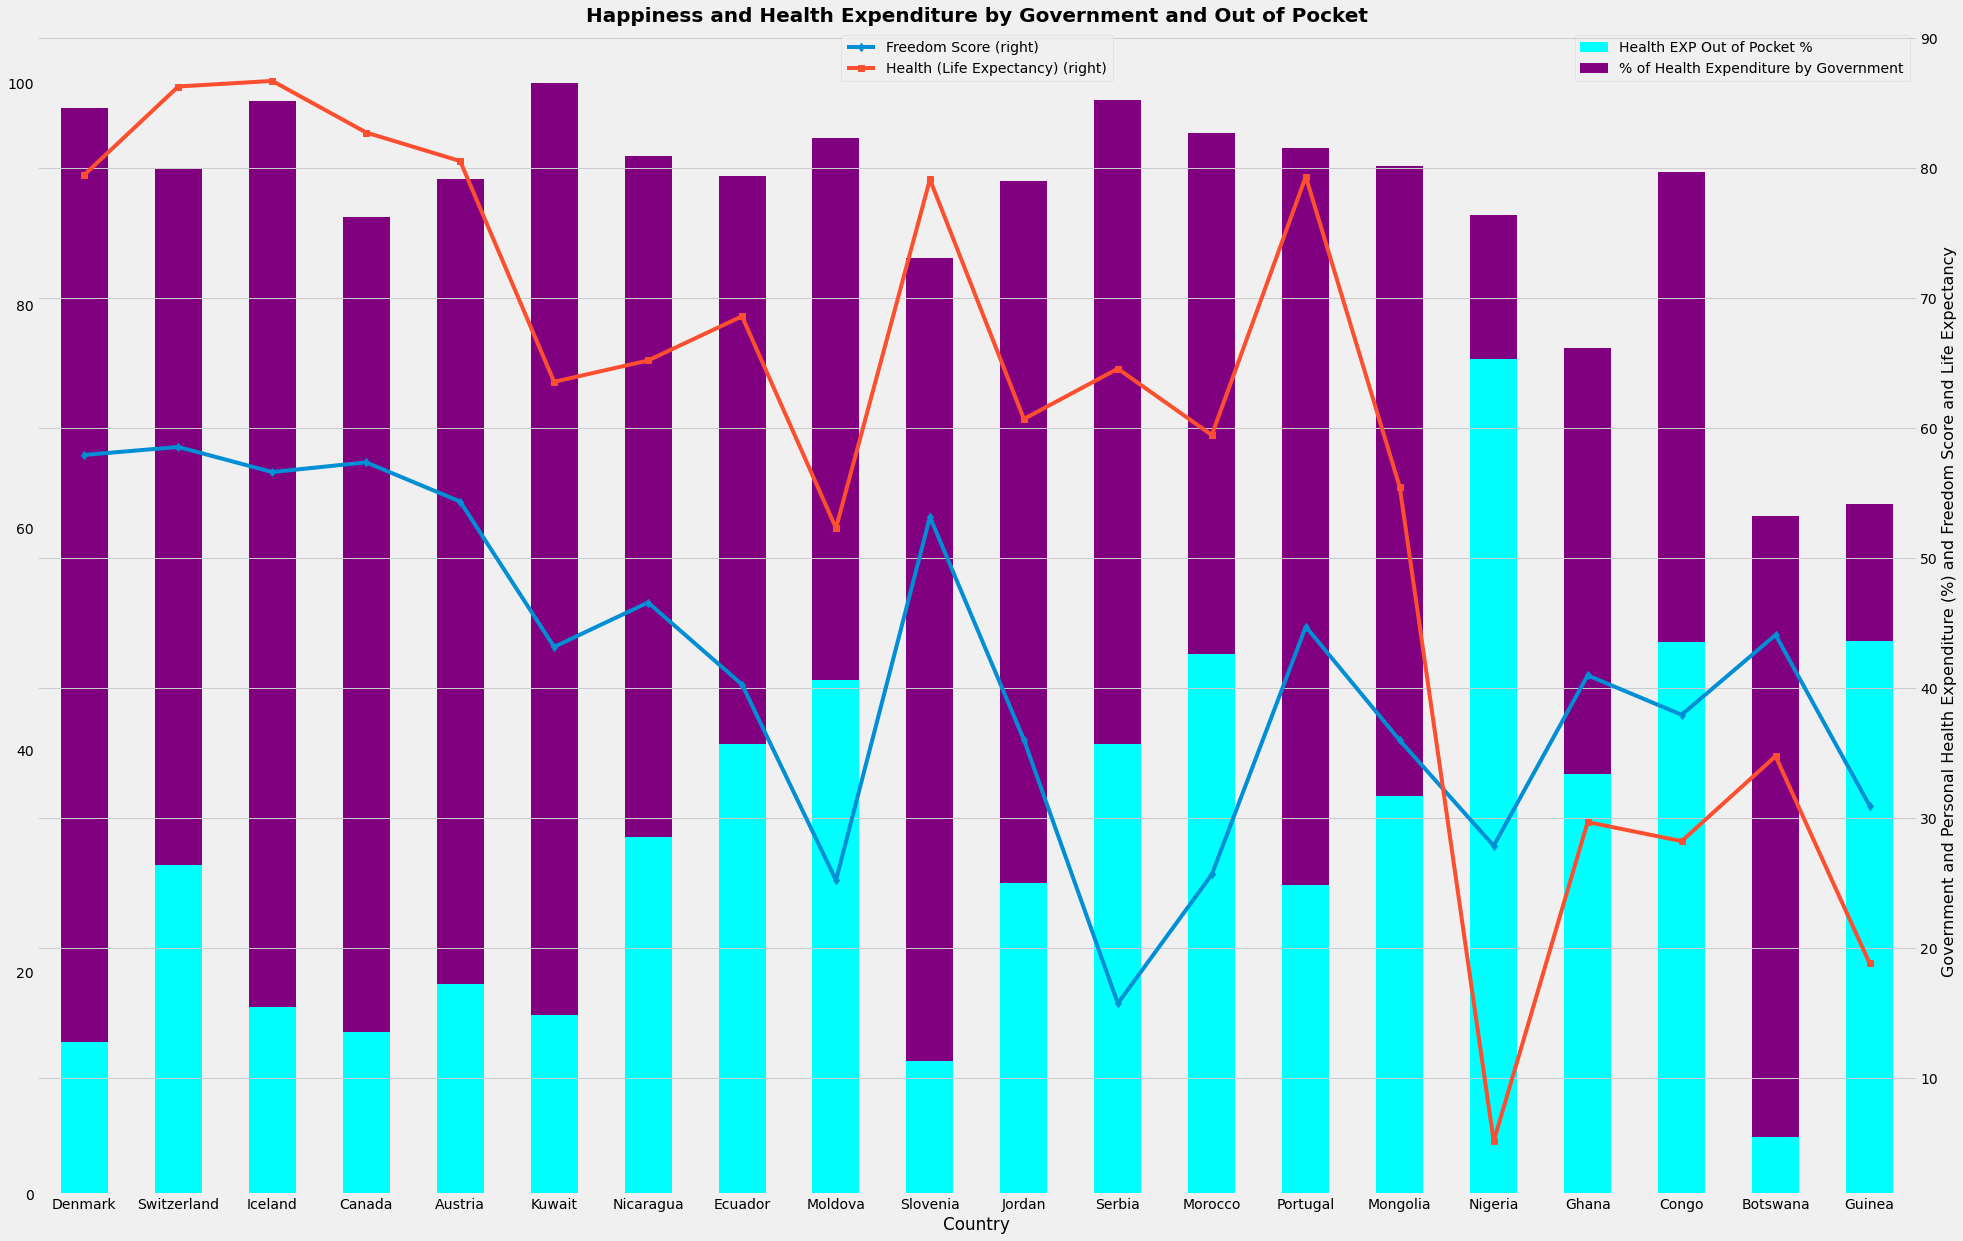 Happiness and Health Expenditure by Government and Out of Pocket
Freedom Score (right)
Health (Life Expectancy) (right)
Health EXP Out of Pocket %
% of Health Expenditure by Government
100
80
60
40
20
0
90
80
70
60
50
40
30
20
10
Government and Personal Health Expenditure (%) and Freedom Score and Life Expectancy
Denmark Switzerland Iceland Canada Austria Kuwait Nicaragua Ecuador Moldova Slovenia Jordan Serbia Morocco Portugal Mongolia Nigeria Ghana Congo Botswana Guinea
Country